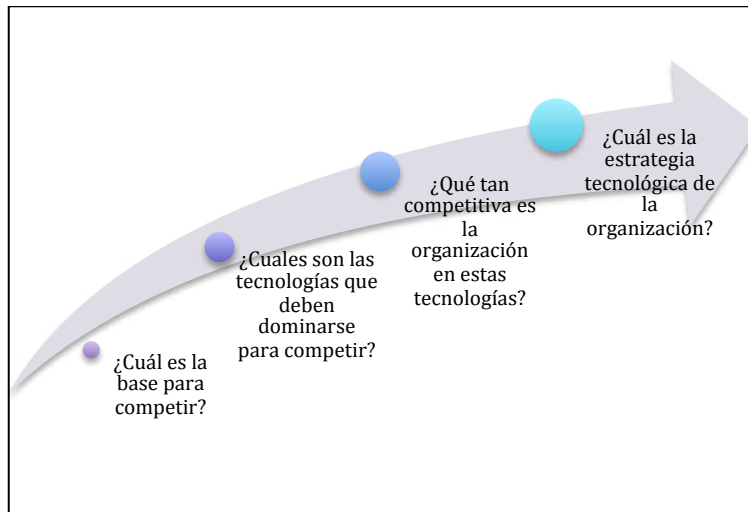 ¿Cuál es la
base para
competir?
¿Cuales son las
tecnologías que
deben
dominarse
para competir?
¿Qué tan
competitiva es
la
organización
en estas
tecnologías?
¿Cuál es la
estrategia
tecnológica de
la
organización?